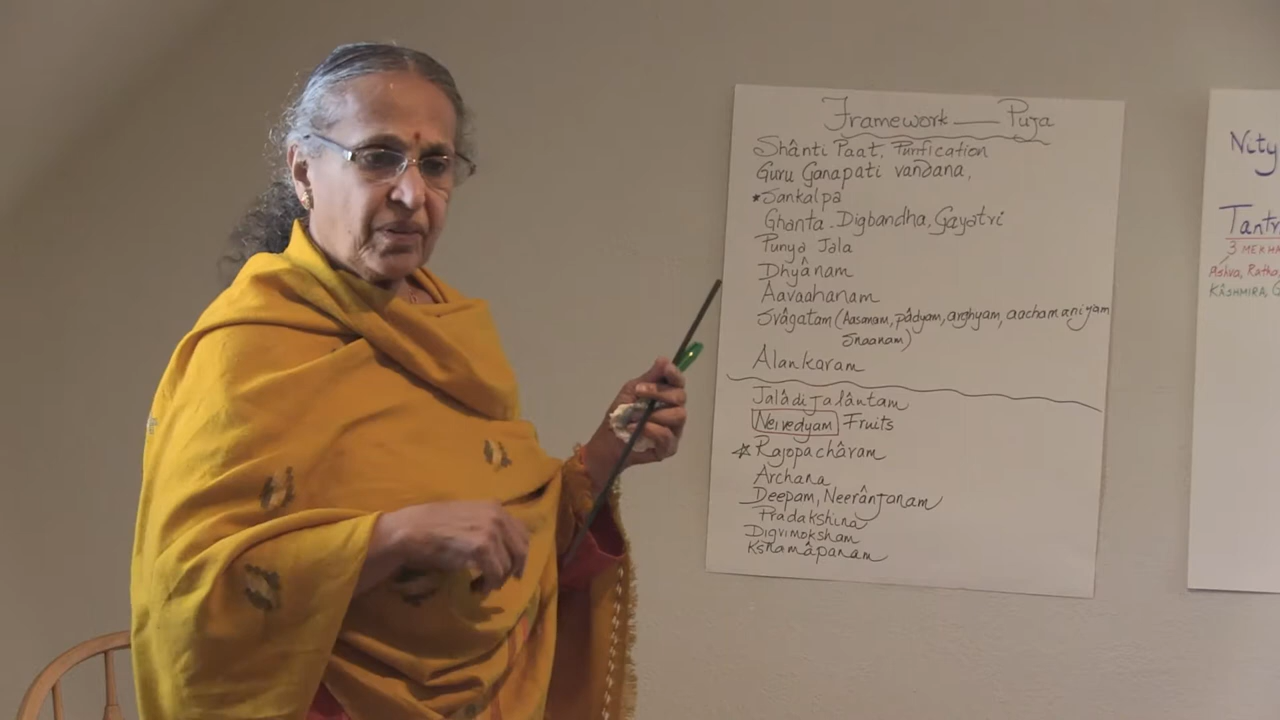 Framework — Puja
Shânti Paat, Purification
Guru Ganapati vandana,
*Sankalpa
Ghanta - Digbandha, Gayatri
Punya Jala
Dhyânam
Aavaahanam
Svâgatam (Aasanam, pâdyam, arghyam, aachamaniyam
Snaanam)
Alankaram
Jalâdi jalântam
Neivedyam Fruits
☆ Rajopachâram
Archana
Deepam, Neerânjanam
Pradakshina
Digvimoksham
Kshamâpanam
Nity
Tantr
3 MEKHA
Ashva, Ratha,
KÂSHMIRA, G